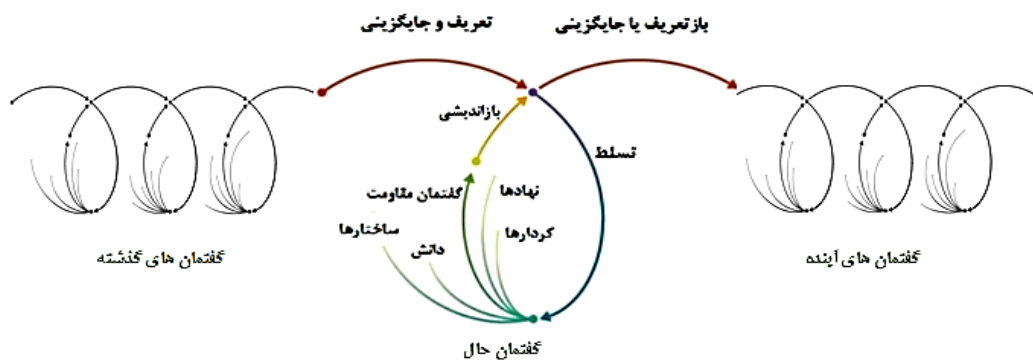 بازتعریف یا جایگزینی
تعریف و جایگزینی
بازاندیشی
تسلط
نهادها
گفتمان مقاومت
کردارها
ساختارها
دانش
گفتمان های آینده
گفتمان های گذشته
گفتمان حال